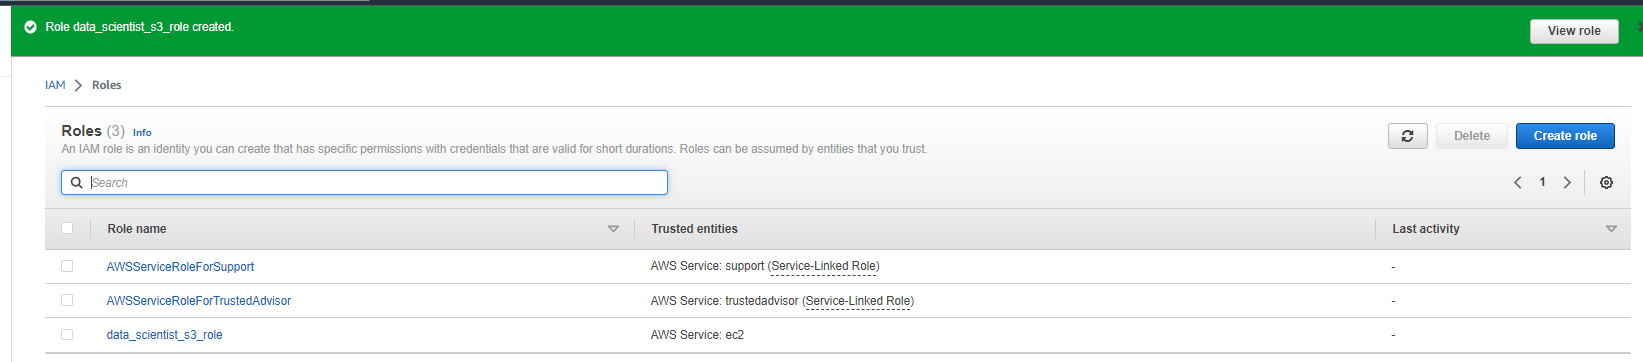 Role data_scientist_s3_role created.
View role
IAM > Roles
Roles (3) Info
An IAM role is an identity you can create that has specific permissions with credentials that are valid for short durations. Roles can be assumed by entities that you trust.
Delete
Create role
Search
1
Role name Trusted entities Last activity
AWSServiceRoleForSupport AWS Service: support (Service-Linked Role) -
AWSServiceRoleForTrustedAdvisor AWS Service: trustedadvisor (Service-Linked Role) -
data_scientist_s3_role AWS Service: ec2 -